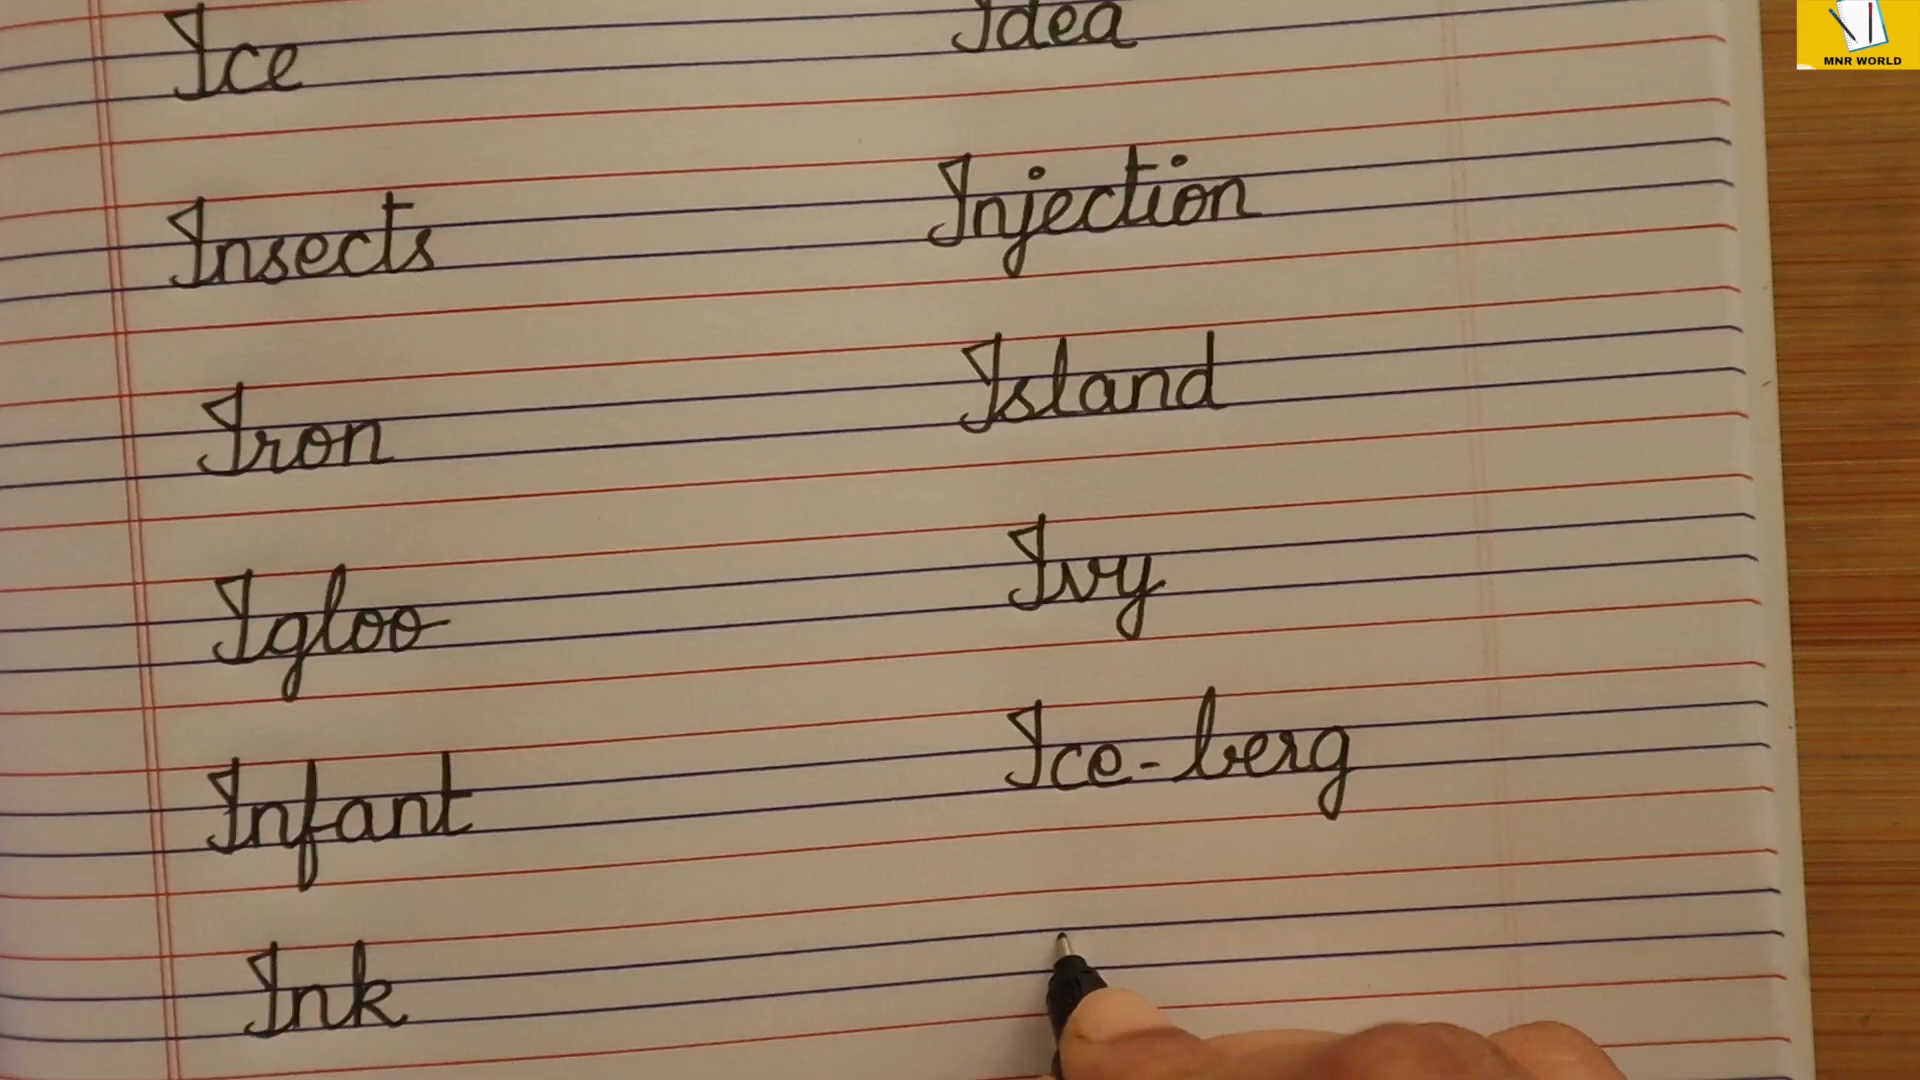 Ice Idea
Insects Injection
Iron Island
Igloo Ivy
Infant Ice-berg
Ink
MNR WORLD